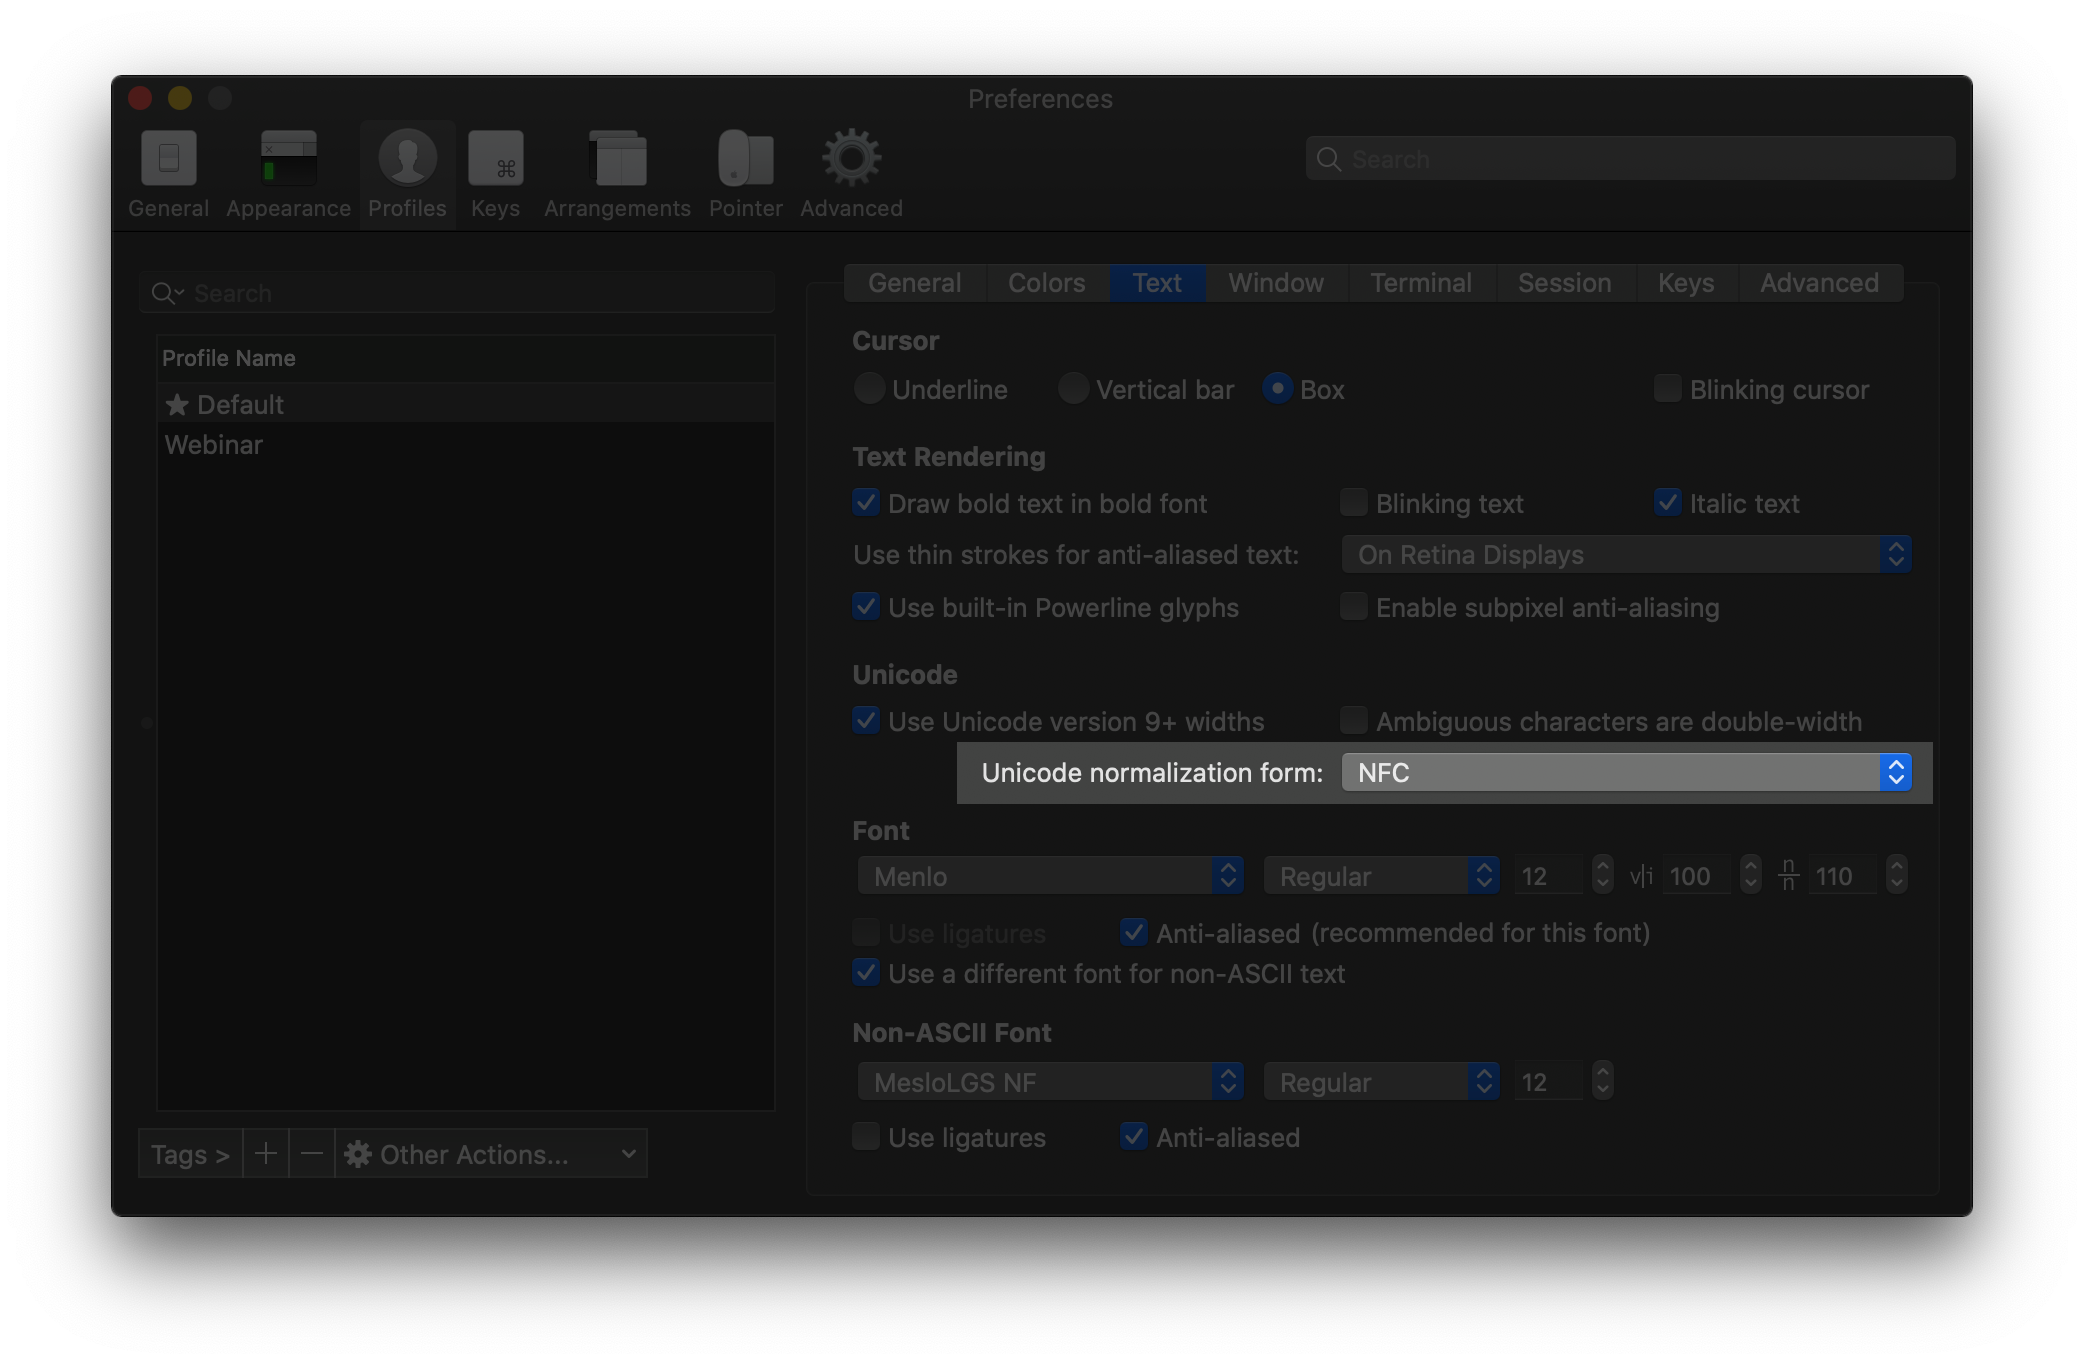 Preferences
General Appearance Profiles Keys Arrangements Pointer Advanced
Search
Search
Profile Name
Default
Webinar
Tags > Other Actions...
General Colors Text Window Terminal Session Keys Advanced
Cursor
Underline Vertical bar Box Blinking cursor
Text Rendering
Draw bold text in bold font Blinking text Italic text
Use thin strokes for anti-aliased text: On Retina Displays
Use built-in Powerline glyphs Enable subpixel anti-aliasing
Unicode
Use Unicode version 9+ widths Ambiguous characters are double-width
Unicode normalization form: NFC
Font
Menlo Regular 12 v|i 100 n/n 110
Use ligatures Anti-aliased (recommended for this font)
Use a different font for non-ASCII text
Non-ASCII Font
MesloLGS NF Regular 12
Use ligatures Anti-aliased